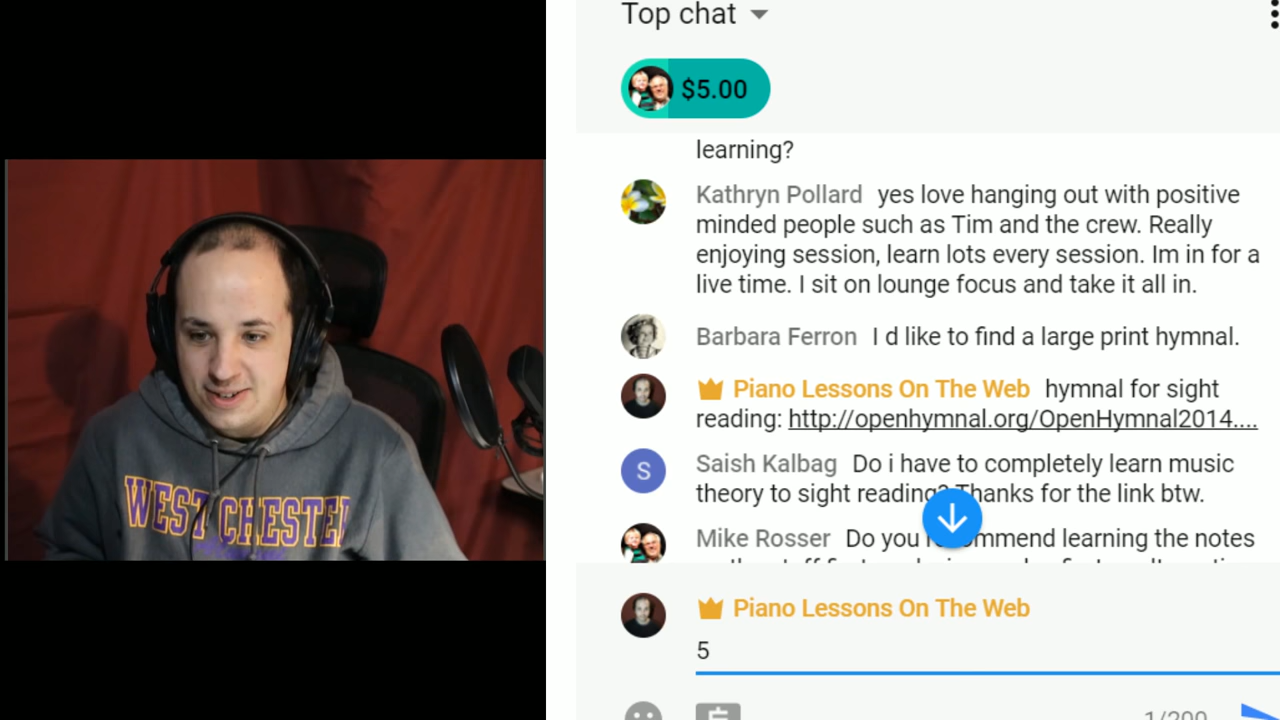 Top chat
$5.00
learning?
Kathryn Pollard yes love hanging out with positive
minded people such as Tim and the crew. Really
enjoying session, learn lots every session. Im in for a
live time. I sit on lounge focus and take it all in.
Barbara Ferron I d like to find a large print hymnal.
Piano Lessons On The Web hymnal for sight
reading: http://openhymnal.org/OpenHymnal2014....
S Saish Kalbag Do i have to completely learn music
theory to sight reading? Thanks for the link btw.
Mike Rosser Do you recommend learning the notes
Piano Lessons On The Web
5
1/200
WEST CHESTER